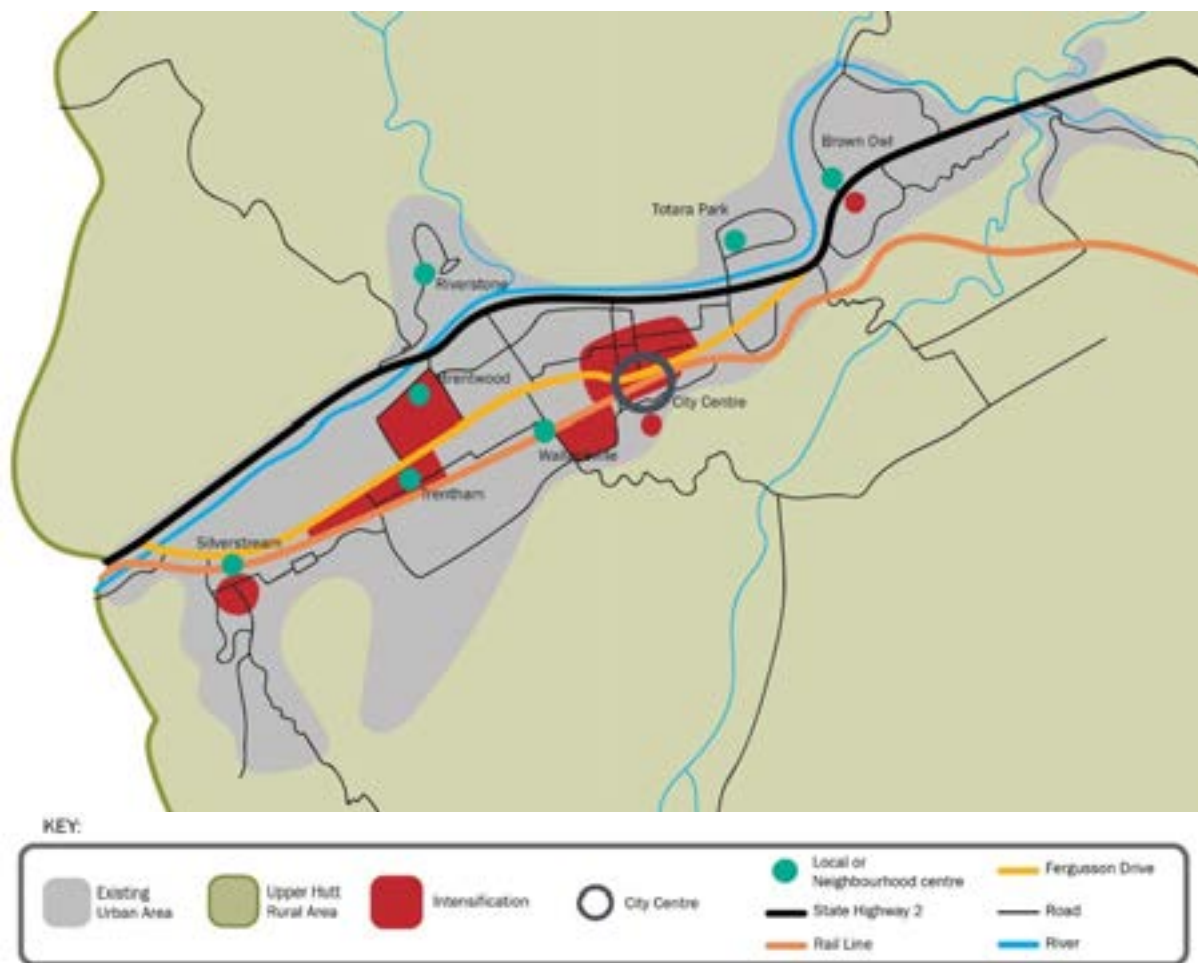 Brown Owl
Totara Park
Riverstone
Brentwood
City Centre
Wallaceville
Trentham
Silverstream
KEY:
Existing
Urban Area
Upper Hutt
Rural Area
Intensification
City Centre
Local or
Neighbourhood centre
State Highway 2
Rail Line
Fergusson Drive
Road
River